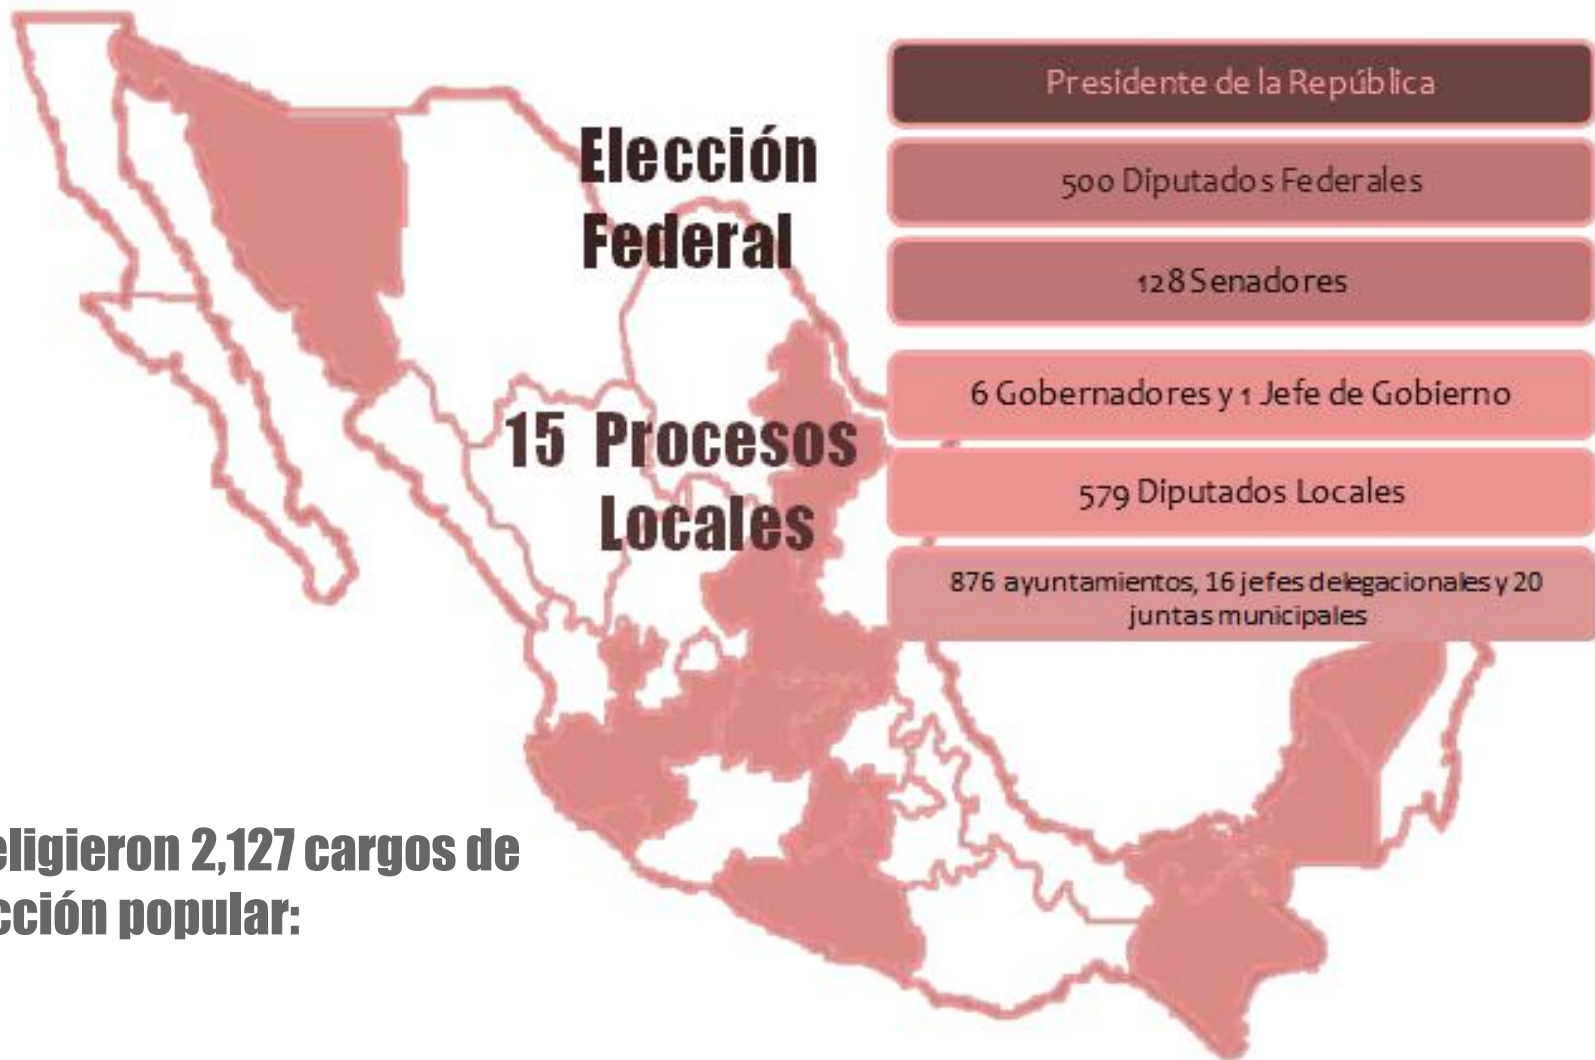 Elección
Federal
15 Procesos
Locales
Presidente de la República
500 Diputados Federales
128 Senadores
6 Gobernadores y 1 Jefe de Gobierno
579 Diputados Locales
876 ayuntamientos, 16 jefes delegacionales y 20
juntas municipales
eligieron 2,127 cargos de
cción popular: